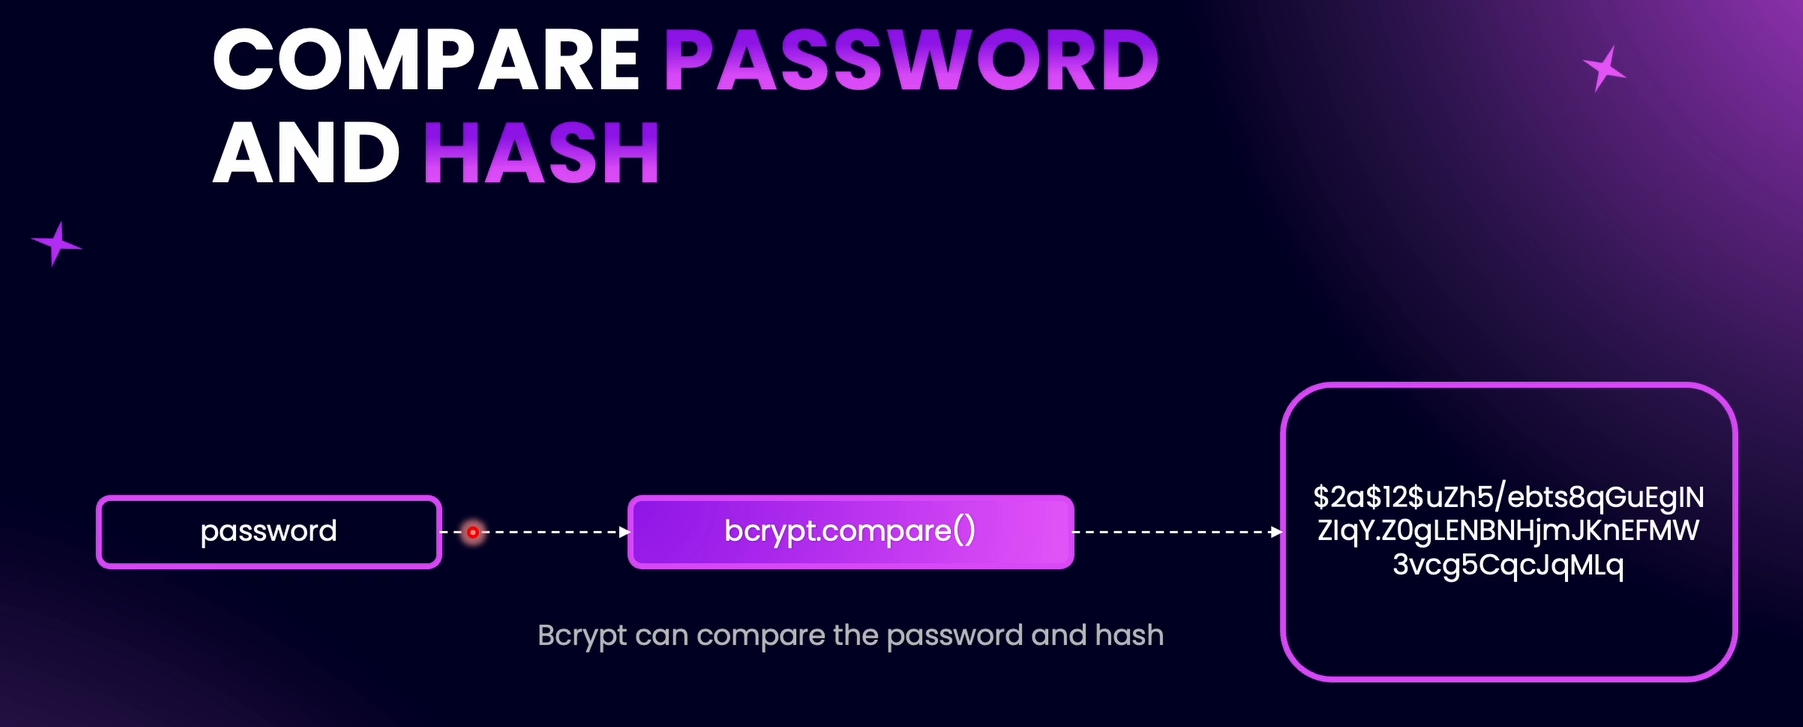 COMPARE PASSWORD
AND HASH
password
bcrypt.compare()
$2a$12$uZh5/ebts8qGuEgIN
ZIqY.Z0gLENBNHjmJKnEFMW
3vcg5CqcJqMLq
Bcrypt can compare the password and hash